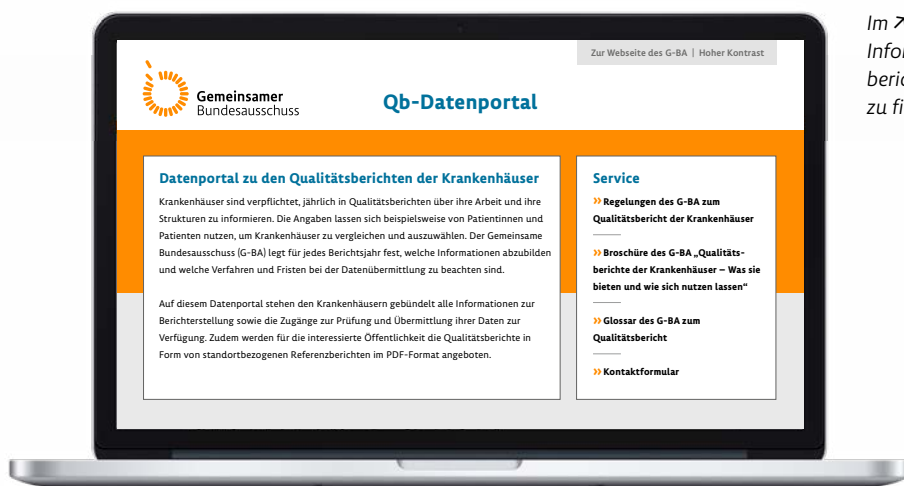 Zur Webseite des G-BA | Hoher Kontrast
Gemeinsamer
Bundesausschuss
Qb-Datenportal
Datenportal zu den Qualitätsberichten der Krankenhäuser
Krankenhäuser sind verpflichtet, jährlich in Qualitätsberichten über ihre Arbeit und ihre
Strukturen zu informieren. Die Angaben lassen sich beispielsweise von Patientinnen und
Patienten nutzen, um Krankenhäuser zu vergleichen und auszuwählen. Der Gemeinsame
Bundesausschuss (G-BA) legt für jedes Berichtsjahr fest, welche Informationen abzubilden
und welche Verfahren und Fristen bei der Datenübermittlung zu beachten sind.
Auf diesem Datenportal stehen den Krankenhäusern gebündelt alle Informationen zur
Berichterstellung sowie die Zugänge zur Prüfung und Übermittlung ihrer Daten zur
Verfügung. Zudem werden für die interessierte Öffentlichkeit die Qualitätsberichte in
Form von standortbezogenen Referenzberichten im PDF-Format angeboten.
Service
» Regelungen des G-BA zum
Qualitätsbericht der Krankenhäuser
» Broschüre des G-BA „Qualitäts-
berichte der Krankenhäuser – Was sie
bieten und wie sich nutzen lassen“
» Glossar des G-BA zum
Qualitätsbericht
» Kontaktformular
Im